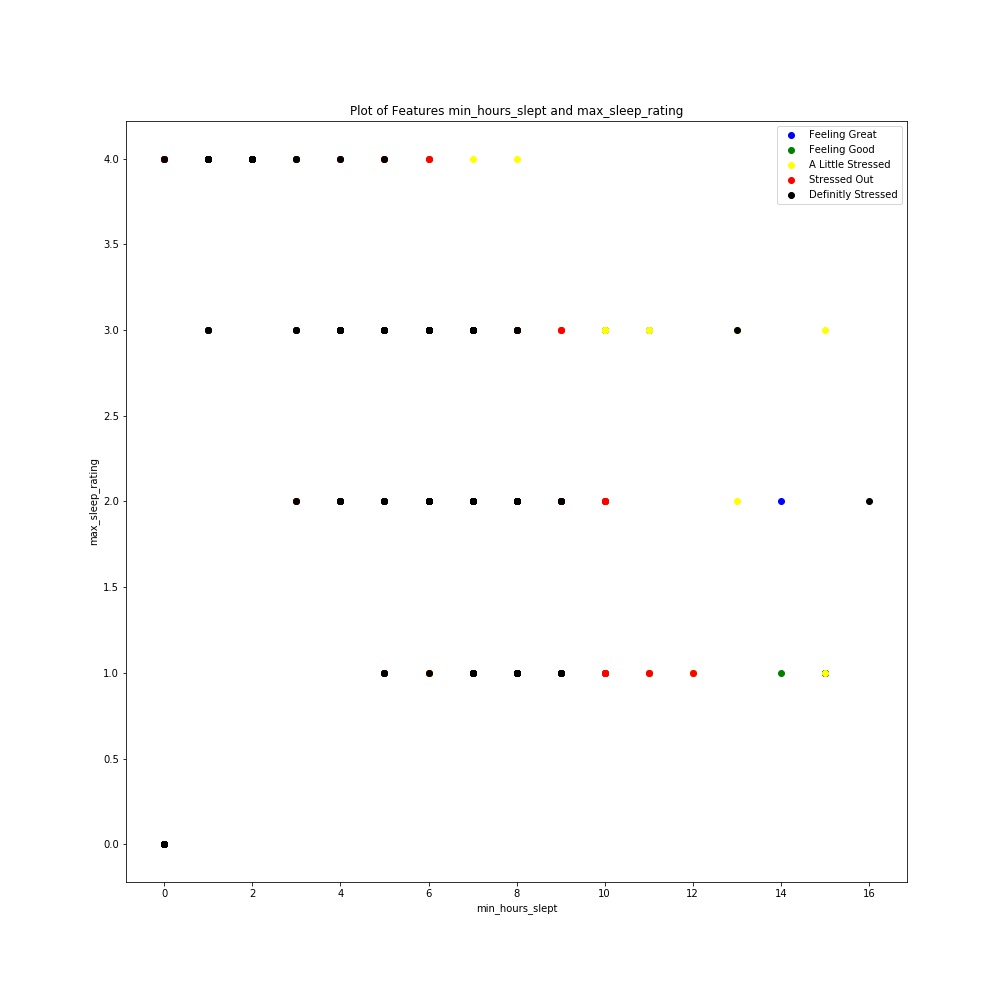 Plot of Features min_hours_slept and max_sleep_rating
Feeling Great
Feeling Good
A Little Stressed
Stressed Out
Definitly Stressed
4.0
3.5
3.0
2.5
2.0
1.5
1.0
0.5
0.0
max_sleep_rating
0 2 4 6 8 10 12 14 16
min_hours_slept